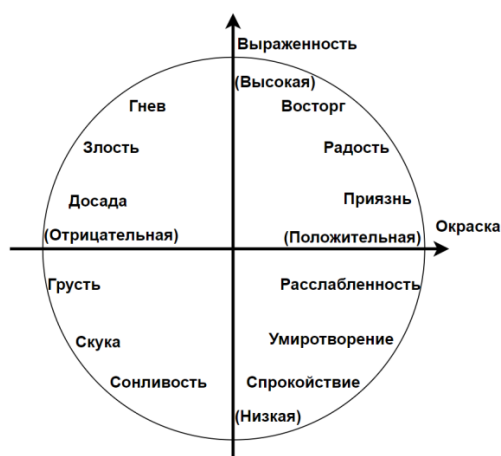 Выраженность
(Высокая)
Гнев
Восторг
Злость
Радость
Досада
Приязнь
Окраска
(Отрицательная)
(Положительная)
Грусть
Расслабленность
Скука
Умиротворение
Сонливость
Спрокойствие
(Низкая)